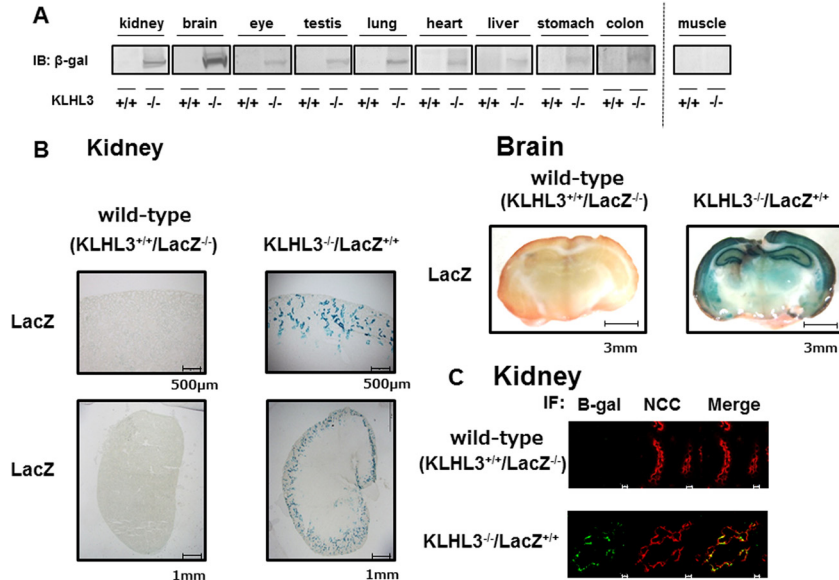 A
kidney brain eye testis lung heart liver stomach colon muscle
IB: β-gal
KLHL3 +/+ -/- +/+ -/- +/+ -/- +/+ -/- +/+ -/- +/+ -/- +/+ -/- +/+ -/- +/+ -/- +/+ -/-
B Kidney
wild-type
(KLHL3+/+/LacZ-/-) KLHL3-/-/LacZ+/+
LacZ
500μm 500μm
LacZ
1mm 1mm
Brain
wild-type
(KLHL3+/+/LacZ-/-) KLHL3-/-/LacZ+/+
LacZ
3mm 3mm
C Kidney
IF: B-gal NCC Merge
wild-type
(KLHL3+/+/LacZ-/-)
KLHL3-/-/LacZ+/+